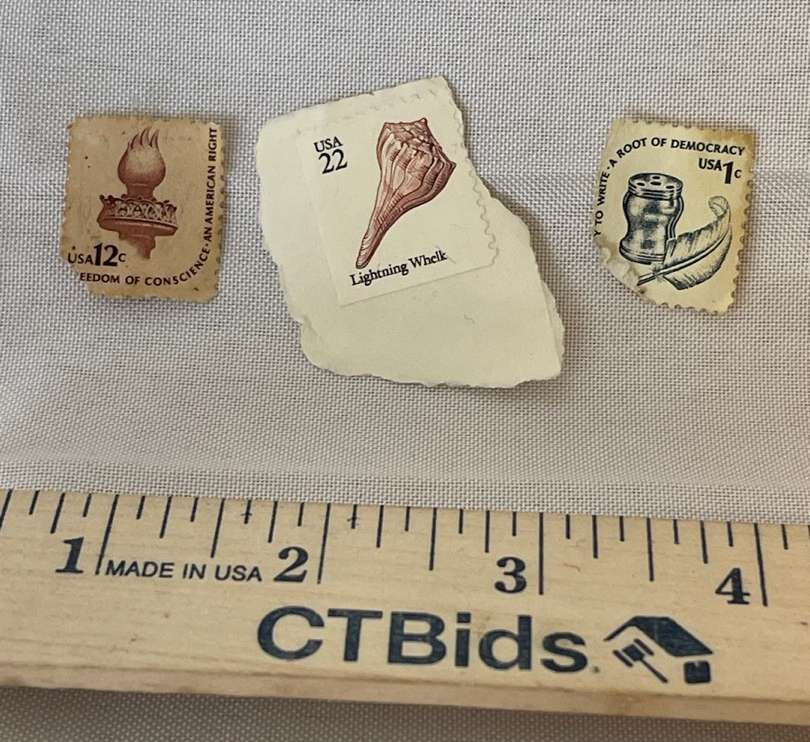 USA 12c
EEDOM OF CONSCIENCE · AN AMERICAN RIGHT
USA
22
Lightning Whelk
Y TO WRITE · A ROOT OF DEMOCRACY
USA 1c
1 MADE IN USA 2 3 4
CTBids.